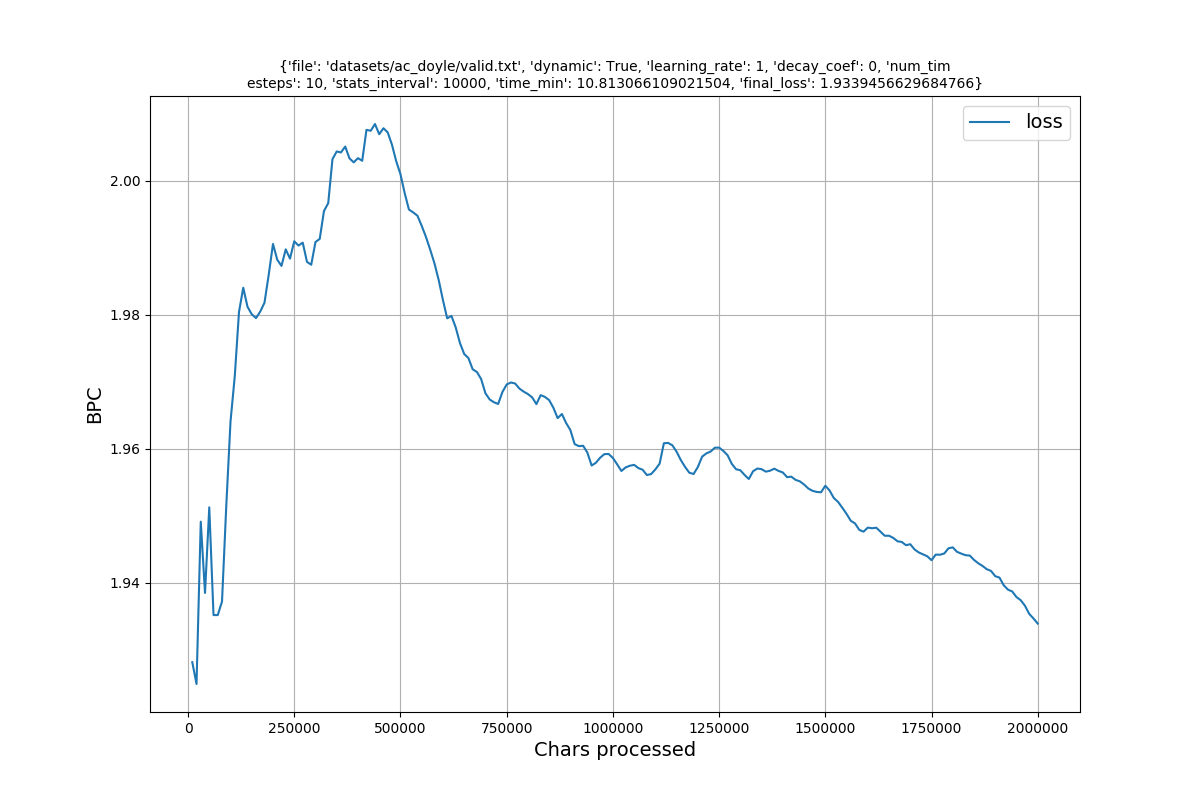 {'file': 'datasets/ac_doyle/valid.txt', 'dynamic': True, 'learning_rate': 1, 'decay_coef': 0, 'num_tim
esteps': 10, 'stats_interval': 10000, 'time_min': 10.813066109021504, 'final_loss': 1.9339456629684766}
loss
2.00
1.98
1.96
1.94
BPC
0 250000 500000 750000 1000000 1250000 1500000 1750000 2000000
Chars processed